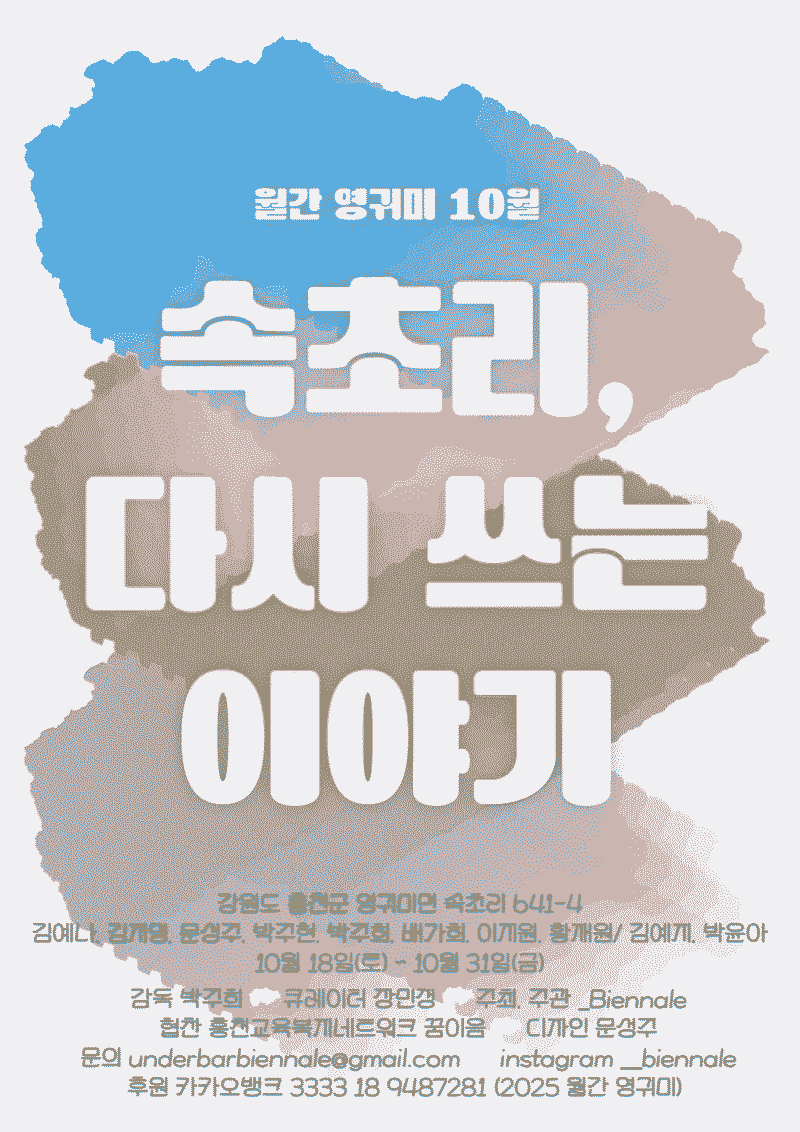 월간 영귀미 10월
속초리,
다시 쓰는
이야기
강원도 홍천군 영귀미면 속초리 641-4
김예나, 김재영, 문성주, 박주현, 박주희, 배가희, 이지원, 황재원/ 김예지, 박윤아
10월 18일(토) ~ 10월 31일(금)
감독 박주희 큐레이터 장민정 주최, 주관 _Biennale
협찬 홍천교육복지네트워크 꿈이음 디자인 문성주
문의 underbarbiennale@gmail.com instagram __biennale
후원 카카오뱅크 3333 18 9487281 (2025 월간 영귀미)